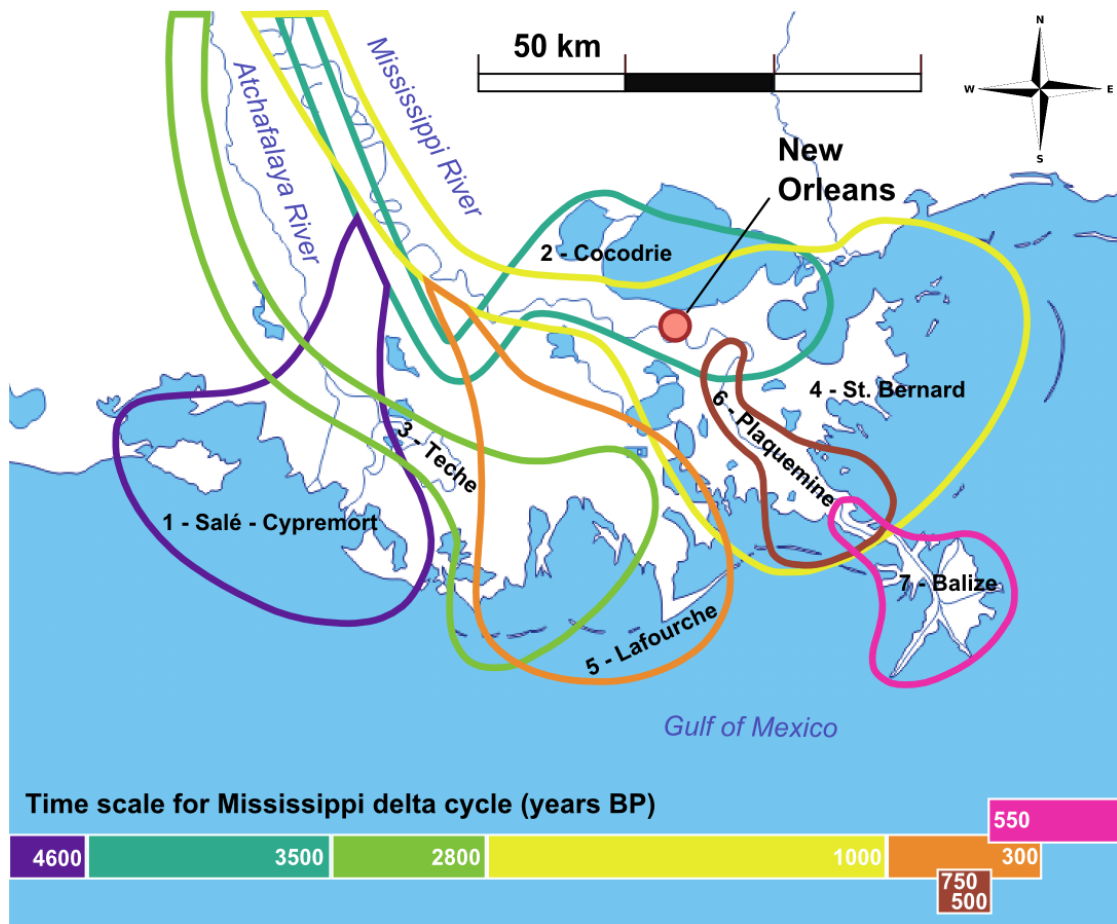 50 km
N
W
E
S
Atchafalaya River
Mississippi River
New
Orleans
2 - Cocodrie
4 - St. Bernard
6 - Plaquemine
3 - Teche
1 - Salé - Cypremort
7 - Balize
5 - Lafourche
Gulf of Mexico
Time scale for Mississippi delta cycle (years BP)
550
4600
3500
2800
1000
300
750
500